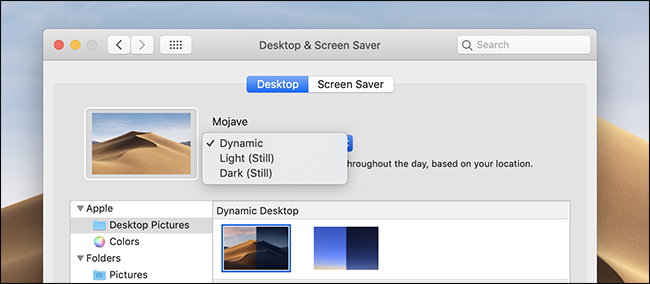 Desktop & Screen Saver
Search
Desktop
Screen Saver
Mojave
Dynamic
Light (Still)
Dark (Still)
throughout the day, based on your location.
Apple
Desktop Pictures
Colors
Folders
Pictures
Dynamic Desktop